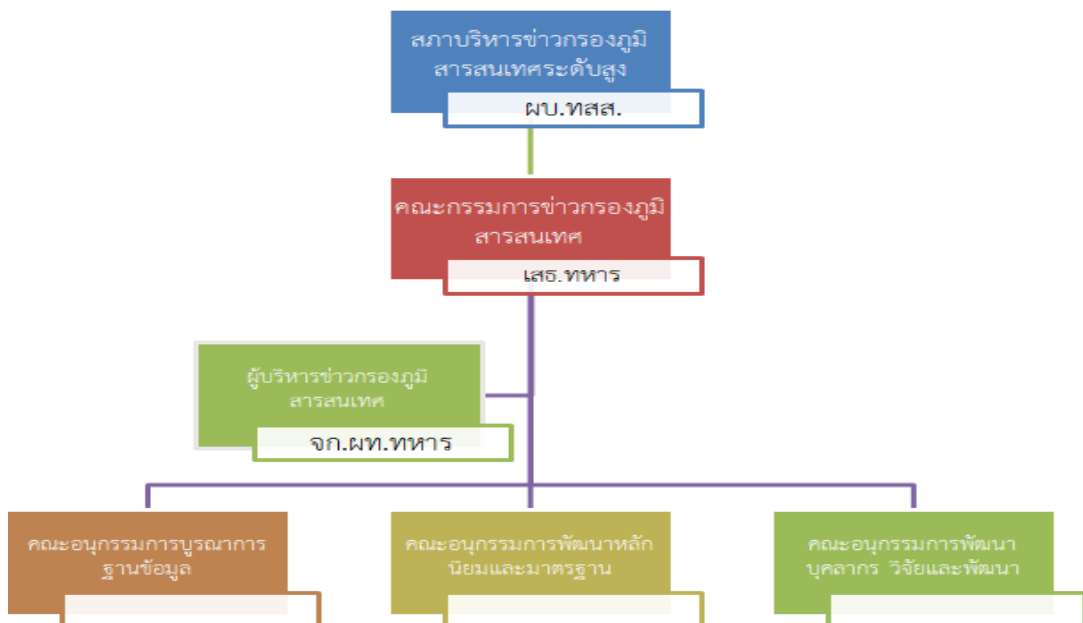 สภาบริหารข่าวกรองภูมิ
สารสนเทศระดับสูง
ผบ.ทสส.
คณะกรรมการข่าวกรองภูมิ
สารสนเทศ
เสธ.ทหาร
ผู้บริหารข่าวกรองภูมิ
สารสนเทศ
จก.ผท.ทหาร
คณะอนุกรรมการบูรณาการ
ฐานข้อมูล
คณะอนุกรรมการพัฒนาหลัก
นิยมและมาตรฐาน
คณะอนุกรรมการพัฒนา
บุคลากร วิจัยและพัฒนา